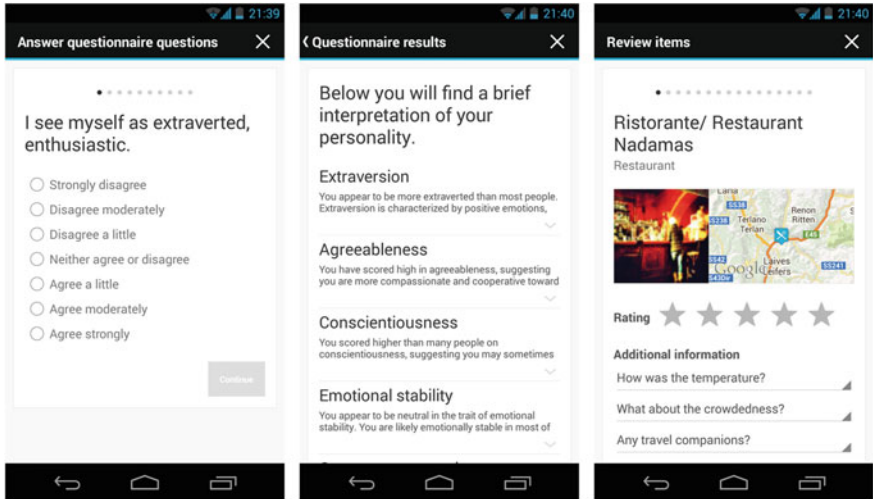 21:39
Answer questionnaire questions
I see myself as extraverted,
enthusiastic.
Strongly disagree
Disagree moderately
Disagree a little
Neither agree or disagree
Agree a little
Agree moderately
Agree strongly
Continue
21:40
Questionnaire results
Below you will find a brief
interpretation of your
personality.
Extraversion
You appear to be more extraverted than most people.
Extraversion is characterized by positive emotions,
Agreeableness
You have scored high in agreeableness, suggesting
you are more compassionate and cooperative toward
Conscientiousness
You scored higher than many people on
conscientiousness, suggesting you may sometimes
Emotional stability
You appear to be neutral in the trait of emotional
stability. You are likely emotionally stable in most of
21:40
Review items
Ristorante/ Restaurant
Nadamas
Restaurant
Lana
SS38
SS238
Terlano
Terlan
Renon
Ritten
E45
SS42
Google
Laives
Leifers
SS241
Rating
Additional information
How was the temperature?
What about the crowdedness?
Any travel companions?